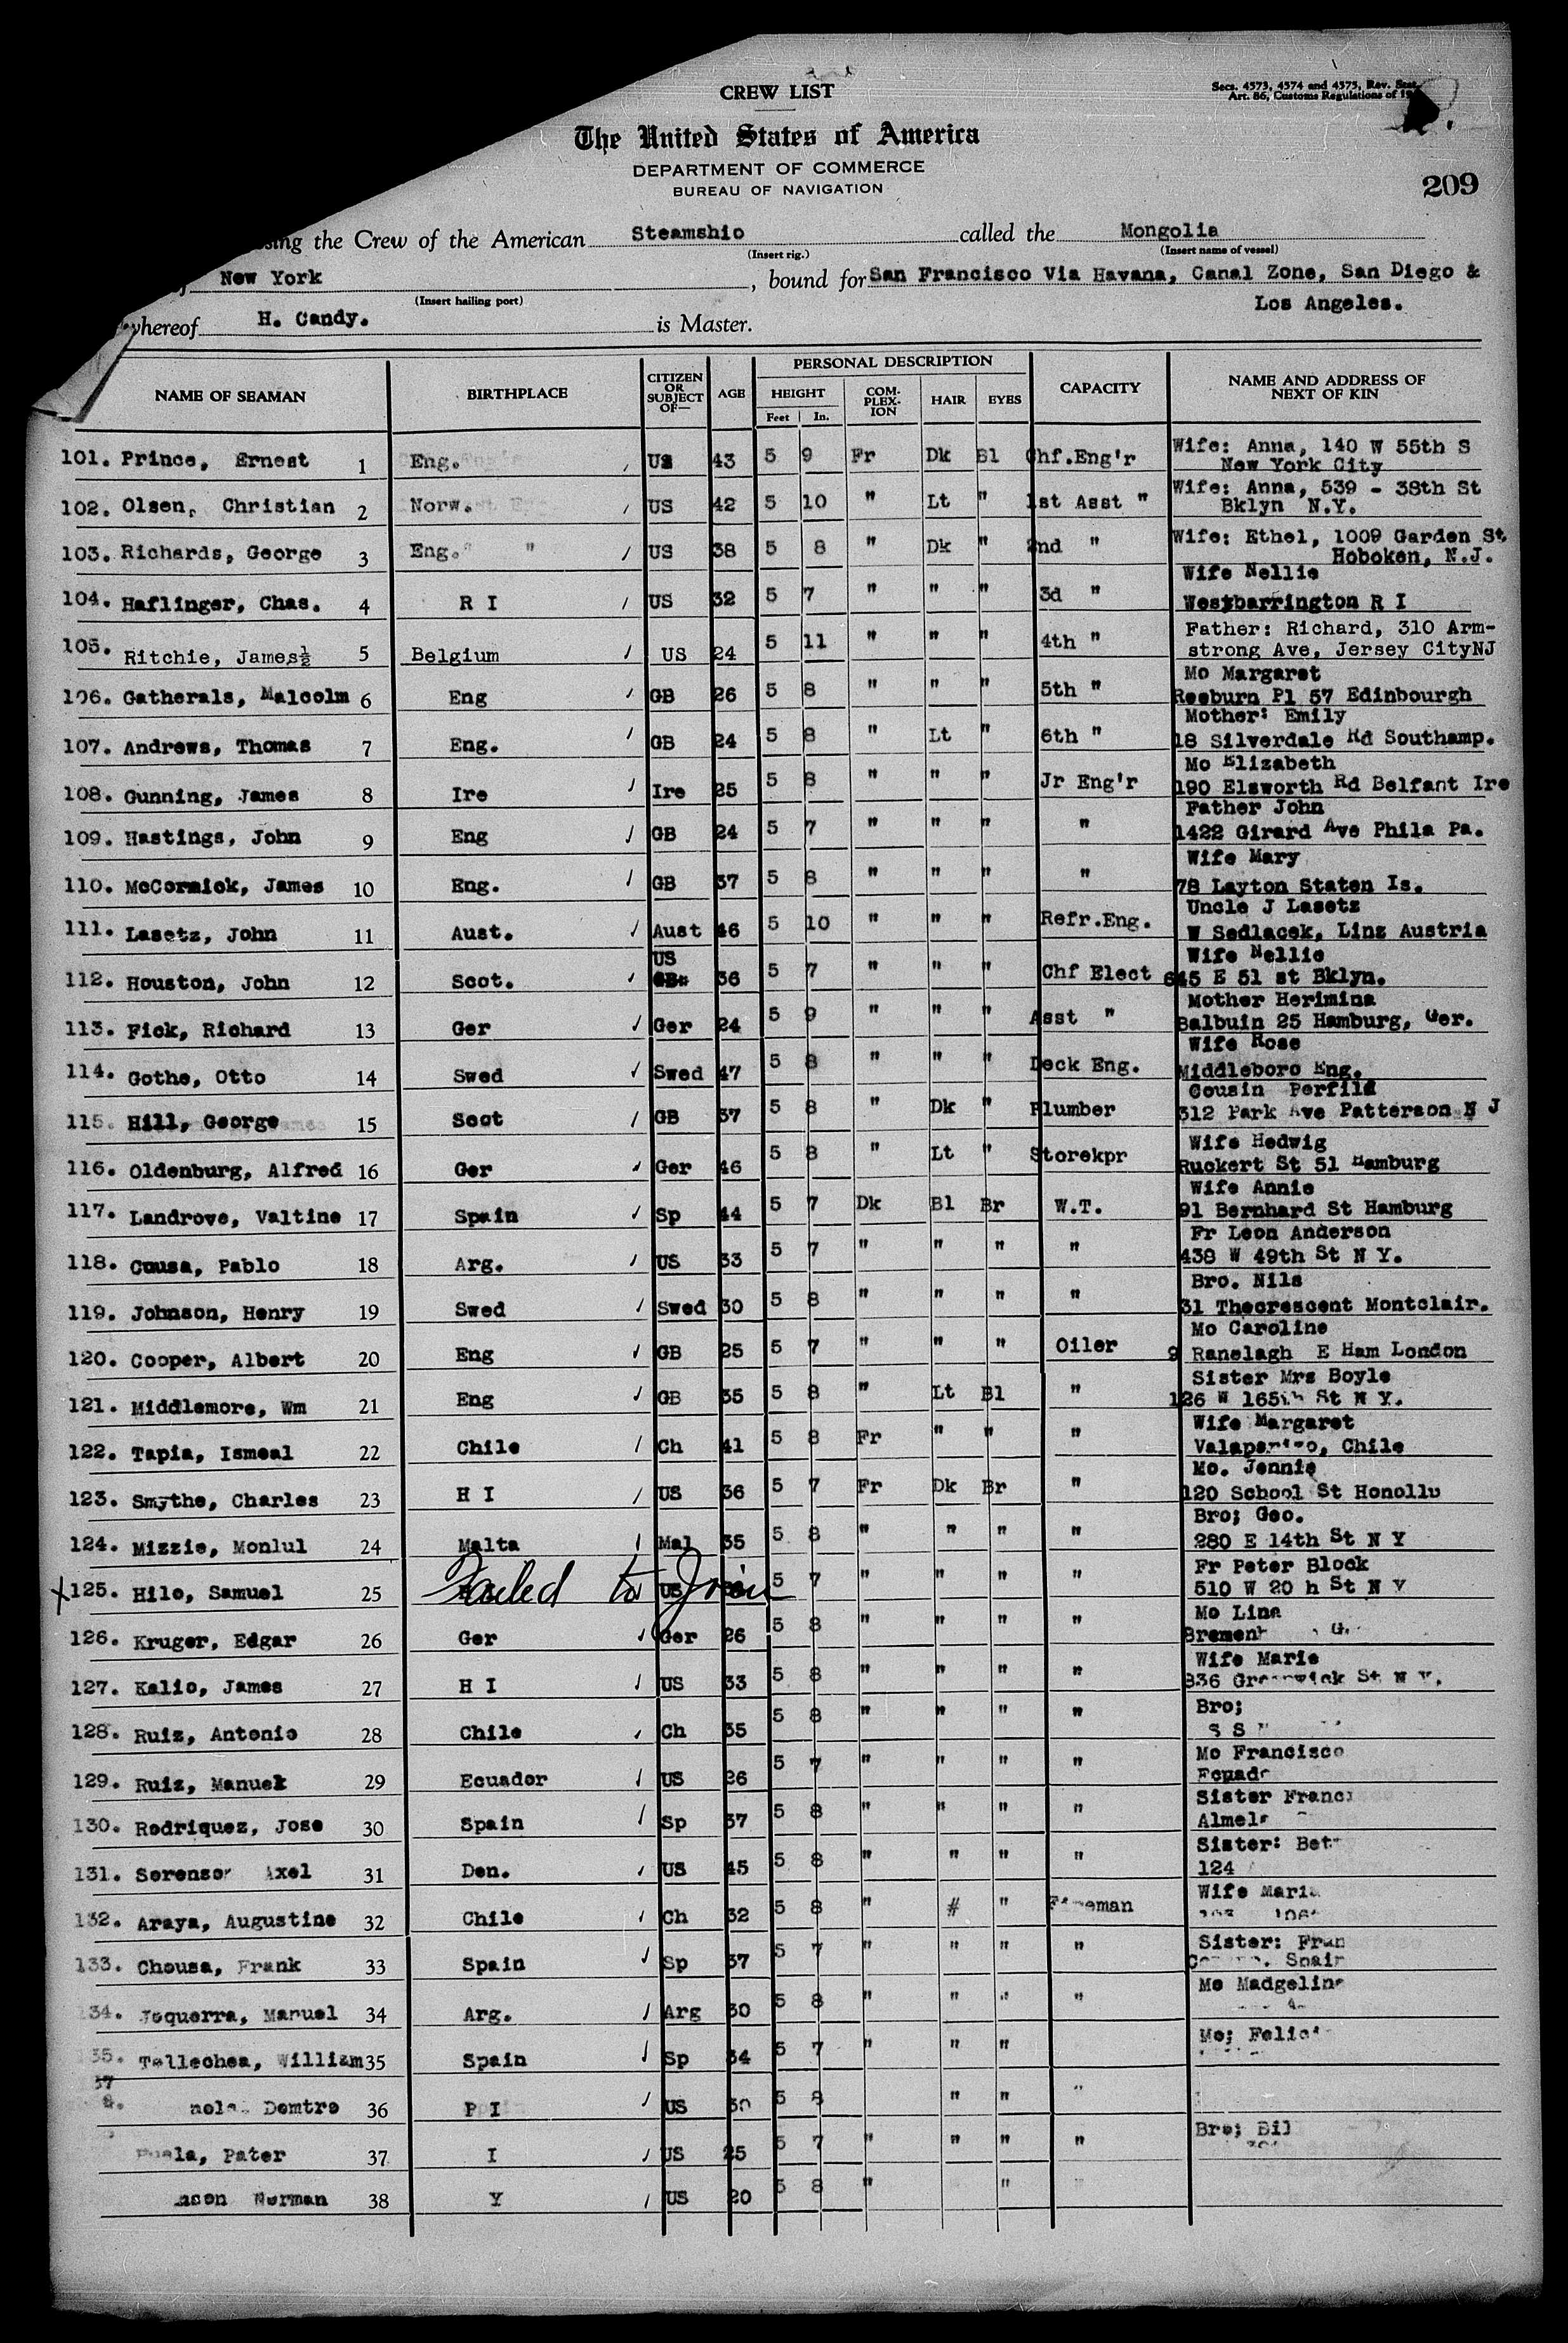 CREW LIST
Secs. 4573, 4574 and 4575, Rev. Stat.
Art. 86, Customs Regulations of
The United States of America
DEPARTMENT OF COMMERCE
BUREAU OF NAVIGATION
209
the Crew of the American Steamshio called the Mongolia
(Insert rig.) (Insert name of vessel)
New York , bound for San Francisco Via Havana, Canal Zone, San Diego &
(Insert hailing port) Los Angeles.
whereof H. Candy. is Master.
NAME OF SEAMAN BIRTHPLACE CITIZEN OR SUBJECT OF— AGE PERSONAL DESCRIPTION CAPACITY NAME AND ADDRESS OF NEXT OF KIN
HEIGHT COM-PLEX-ION HAIR EYES
Feet In.
101. Prince, Ernest 1 Eng. US 43 5 9 Fr Dk Bl Chf.Eng'r Wife: Anna, 140 W 55th S
New York City
102. Olsen, Christian 2 Norw. US 42 5 10 " Lt " 1st Asst " Wife: Anna, 539 - 38th St
Bklyn N.Y.
103. Richards, George 3 Eng. " US 38 5 8 " Dk " 2nd " Wife: Ethel, 1009 Garden St
Hoboken, N.J.
104. Haflinger, Chas. 4 R I US 32 5 7 " " " 3d " Wife Nellie
Westbarrington R I
105. Ritchie, James½ 5 Belgium US 24 5 11 " " " 4th " Father: Richard, 310 Arm-
strong Ave, Jersey CityNJ
106. Gatherals, Malcolm 6 Eng GB 26 5 8 " " " 5th " Mo Margaret
Roeburn Pl 57 Edinbourgh
107. Andrews, Thomas 7 Eng. GB 24 5 8 " Lt " 6th " Mother: Emily
18 Silverdale Rd Southamp.
108. Gunning, James 8 Ire Ire 25 5 8 " " " Jr Eng'r Mo Elizabeth
190 Elsworth Rd Belfast Ire
109. Hastings, John 9 Eng GB 24 5 7 " " " " Father John
1422 Girard Ave Phila Pa.
110. McCormick, James 10 Eng. GB 37 5 8 " " " " Wife Mary
78 Layton Staten Is.
111. Lasetz, John 11 Aust. Aust 46 5 10 " " " Refr.Eng. Uncle J Lasetz
W Sedlacek, Linz Austria
112. Houston, John 12 Scot. US GB 36 5 7 " " " Chf Elect Wife Nellie
645 E 51 st Bklyn.
113. Fick, Richard 13 Ger Ger 24 5 9 " " " Asst " Mother Herimina
Balbuin 25 Hamburg, Ger.
114. Gothe, Otto 14 Swed Swed 47 5 8 " " " Deck Eng. Wife Rose
Middleboro Eng.
115. Hill, George 15 Scot GB 37 5 8 " Dk " Plumber Cousin Perfild
312 Park Ave Patterson N J
116. Oldenburg, Alfred 16 Ger Ger 46 5 8 " Lt " Storekpr Wife Hedwig
Ruckert St 51 Hamburg
117. Landrove, Valtine 17 Spain Sp 44 5 7 Dk Bl Br W.T. Wife Annie
91 Bernhard St Hamburg
118. Cousa, Pablo 18 Arg. US 33 5 7 " " " " Fr Leon Anderson
438 W 49th St N Y.
119. Johnson, Henry 19 Swed Swed 30 5 8 " " " " Bro. Nils
31 Thecrescent Montclair.
120. Cooper, Albert 20 Eng GB 25 5 7 " " " Oiler Mo Caroline
9 Ranelagh E Ham London
121. Middlemore, Wm 21 Eng GB 35 5 8 " Lt Bl " Sister Mrs Boyle
126 W 165th St N Y.
122. Tapia, Ismeal 22 Chile Ch 41 5 8 Fr " " " Wife Margaret
Chile
123. Smythe, Charles 23 H I US 36 5 7 Fr Dk Br " Mo. Jennie
120 School St Honollu
124. Mizzie, Monlul 24 Malta Mal 35 5 8 " " " " Bro; Geo.
280 E 14th St N Y
125. Hilo, Samuel 25 Failed to Join US 5 7 " " " " Fr Peter Block
510 W 20 h St N Y
126. Kruger, Edgar 26 Ger Ger 26 5 8 " " " " Mo Lina
127. Kalio, James 27 H I US 33 5 8 " " " " Wife Marie
836 St N Y.
128. Ruiz, Antonio 28 Chile Ch 35 5 8 " " " " Bro;
S S
129. Ruiz, Manuel 29 Ecuador US 26 5 7 " " " " Mo Francisco
130. Rodriquez, Jose 30 Spain Sp 37 5 8 " " " " Sister
131. Axel 31 Den. US 45 5 8 " " " " Sister:
124
132. Araya, Augustine 32 Chile Ch 32 5 8 " # " Fireman Wife
133. Chousa, Frank 33 Spain Sp 37 5 7 " " " " Sister:
Spain
134. Manuel 34 Arg. Arg 30 5 8 " " " " Mo
135. Tellechea, William 35 Spain Sp 34 5 7 " " " Mo;
37
Demtro 36 P I US 5 8 " " "
Pater 37 I US 25 5 7 " " " " Bro;
Norman 38 Y US 20 5 8 " "